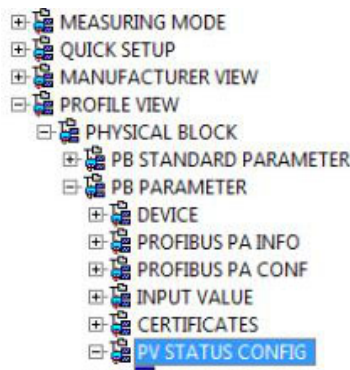 MEASURING MODE
QUICK SETUP
MANUFACTURER VIEW
PROFILE VIEW
PHYSICAL BLOCK
PB STANDARD PARAMETER
PB PARAMETER
DEVICE
PROFIBUS PA INFO
PROFIBUS PA CONF
INPUT VALUE
CERTIFICATES
PV STATUS CONFIG